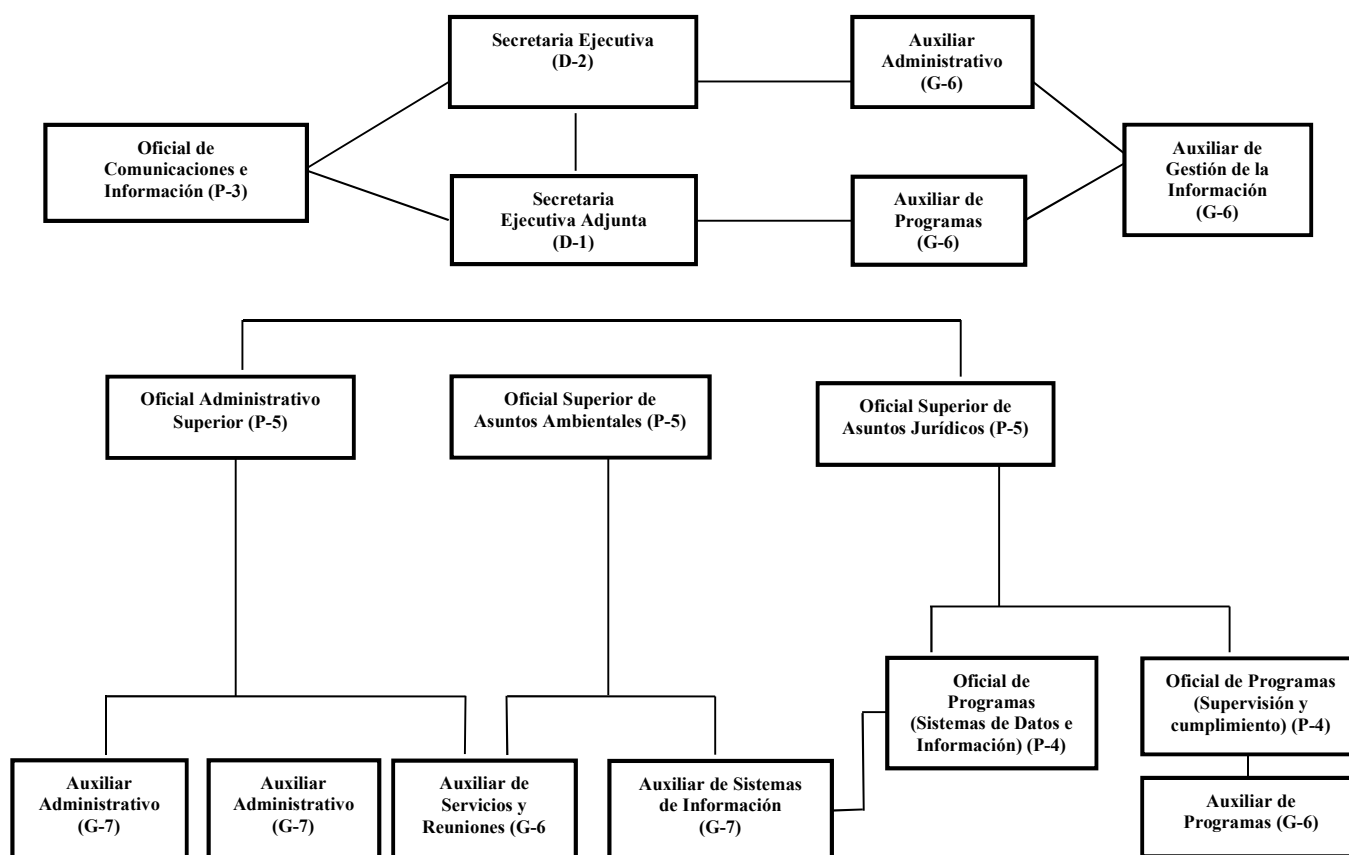 Secretaria Ejecutiva
(D-2)
Auxiliar
Administrativo
(G-6)
Oficial de
Comunicaciones e
Información (P-3)
Auxiliar de
Gestión de la
Información
(G-6)
Secretaria
Ejecutiva Adjunta
(D-1)
Auxiliar de
Programas
(G-6)
Oficial Administrativo
Superior (P-5)
Oficial Superior de
Asuntos Ambientales (P-5)
Oficial Superior de
Asuntos Jurídicos (P-5)
Oficial de
Programas
(Sistemas de Datos e
Información) (P-4)
Oficial de Programas
(Supervisión y
cumplimiento) (P-4)
Auxiliar
Administrativo
(G-7)
Auxiliar
Administrativo
(G-7)
Auxiliar de
Servicios y
Reuniones (G-6
Auxiliar de Sistemas
de Información
(G-7)
Auxiliar de
Programas (G-6)